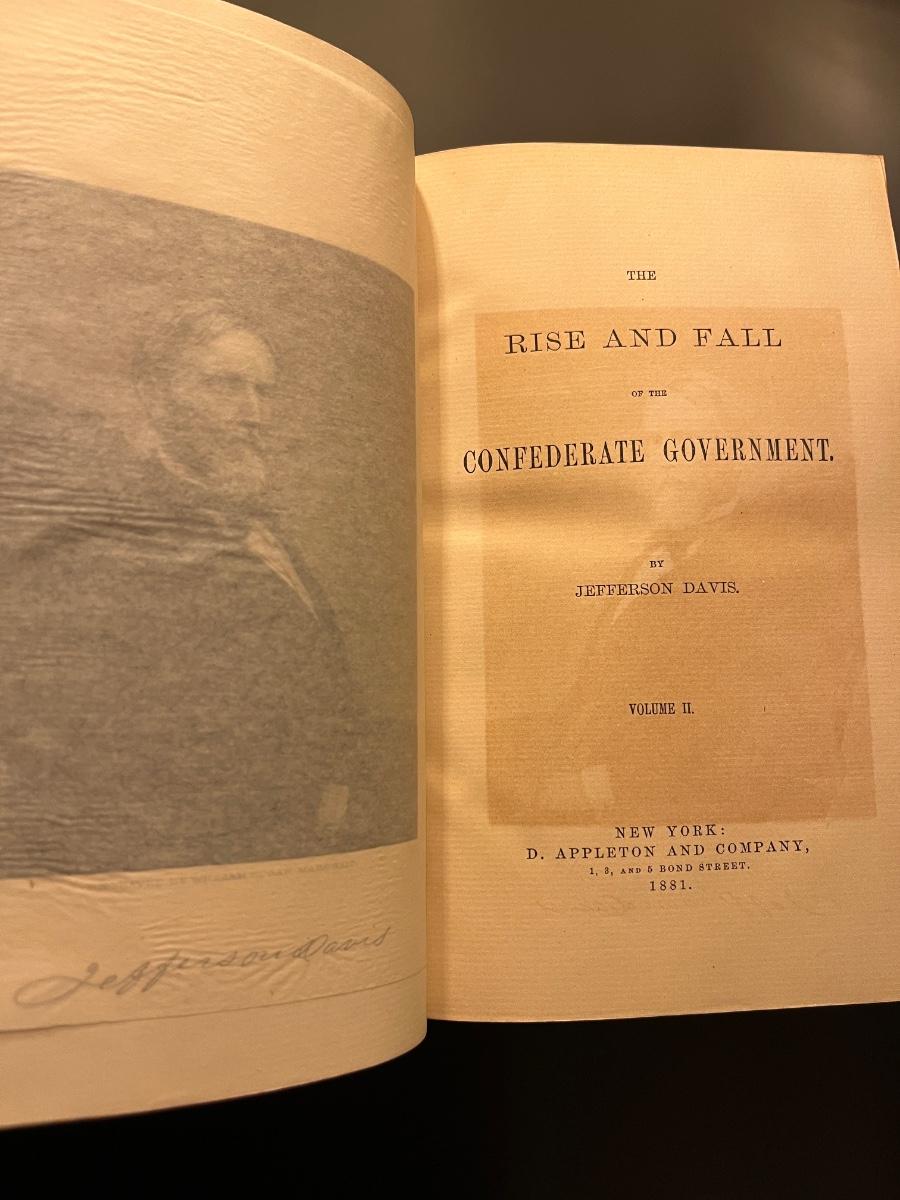 Jefferson Davis
THE
RISE AND FALL
OF THE
CONFEDERATE GOVERNMENT.
BY
JEFFERSON DAVIS.
VOLUME II.
NEW YORK:
D. APPLETON AND COMPANY,
1, 3, AND 5 BOND STREET.
1881.